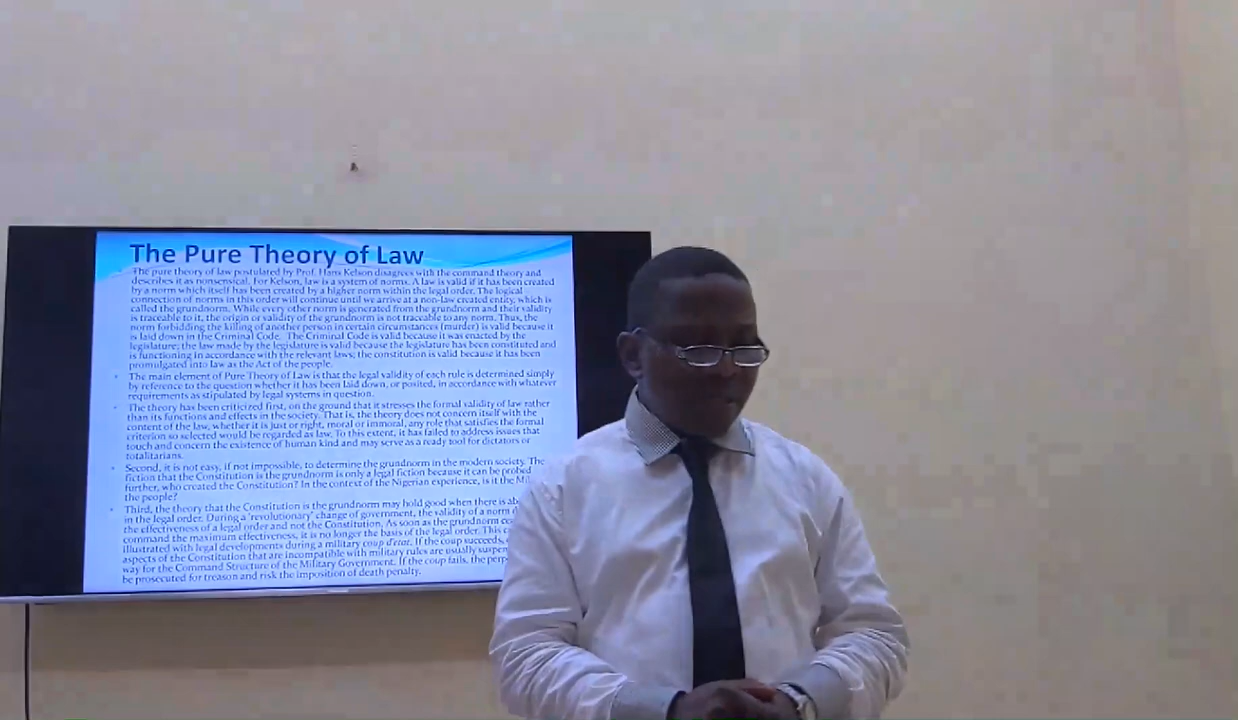 The Pure Theory of Law
The pure theory of law postulated by Prof. Hans Kelson disagrees with the command theory and
describes it as nonsensical. For Kelson, law is a system of norms. A law is valid if it has been created
by a norm which itself has been created by a higher norm within the legal order. The logical
connection of norms in this order will continue until we arrive at a non-law created entity, which is
called the grundnorm. While every other norm is generated from the grundnorm and their validity
is traceable to it, the origin or validity of the grundnorm is not traceable to any norm. Thus, the
norm forbidding the killing of another person in certain circumstances (murder) is valid because it
is laid down in the Criminal Code. The Criminal Code is valid because it was enacted by the
legislature; the law made by the legislature is valid because the legislature has been constituted and
is functioning in accordance with the relevant laws; the constitution is valid because it has been
promulgated into law as the Act of the people.
The main element of Pure Theory of Law is that the legal validity of each rule is determined simply
by reference to the question whether it has been laid down, or posited, in accordance with whatever
requirements as stipulated by legal systems in question.
The theory has been criticized first, on the ground that it stresses the formal validity of law rather
than its functions and effects in the society. That is, the theory does not concern itself with the
content of the law, whether it is just or right, moral or immoral, any role that satisfies the formal
criterion so selected would be regarded as law. To this extent, it has failed to address issues that
touch and concern the existence of human kind and may serve as a ready tool for dictators or
totalitarians.
Second, it is not easy, if not impossible, to determine the grundnorm in the modern society. The
fiction that the Constitution is the grundnorm is only a legal fiction because it can be probed
further, who created the Constitution? In the context of the Nigerian experience, is it the
the people?
Third, the theory that the Constitution is the grundnorm may hold good when there is
in the legal order. During a 'revolutionary' change of government, the validity of a norm
the effectiveness of a legal order and not the Constitution. As soon as the grundnorm
command the maximum effectiveness, it is no longer the basis of the legal order. This
illustrated with legal developments during a military coup d'etat. If the coup succeeds,
aspects of the Constitution that are incompatible with military rules are usually
way for the Command Structure of the Military Government. If the coup fails, the
be prosecuted for treason and risk the imposition of death penalty.